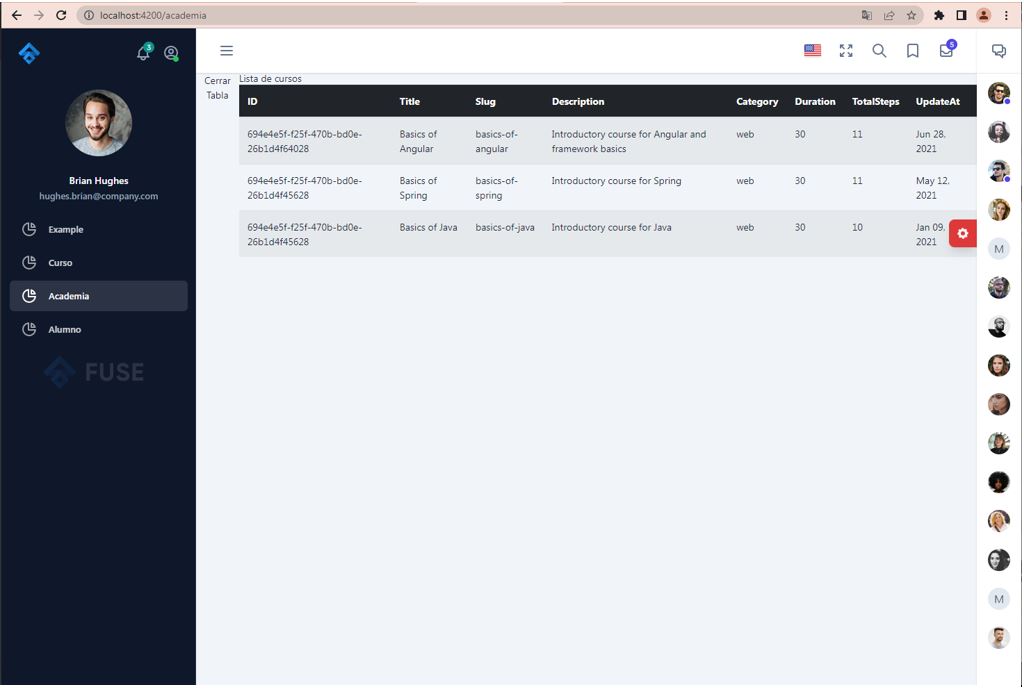 localhost:4200/academia
3
5
Brian Hughes
hughes.brian@company.com
Example
Curso
Academia
Alumno
FUSE
Cerrar
Tabla
Lista de cursos
ID Title Slug Description Category Duration TotalSteps UpdateAt
694e4e5f-f25f-470b-bd0e- Basics of basics-of- Introductory course for Angular and web 30 11 Jun 28,
26b1d4f64028 Angular angular framework basics 2021
694e4e5f-f25f-470b-bd0e- Basics of basics-of- Introductory course for Spring web 30 11 May 12,
26b1d4f45628 Spring spring 2021
694e4e5f-f25f-470b-bd0e- Basics of Java basics-of-java Introductory course for Java web 30 10 Jan 09,
26b1d4f45628 2021
M
M